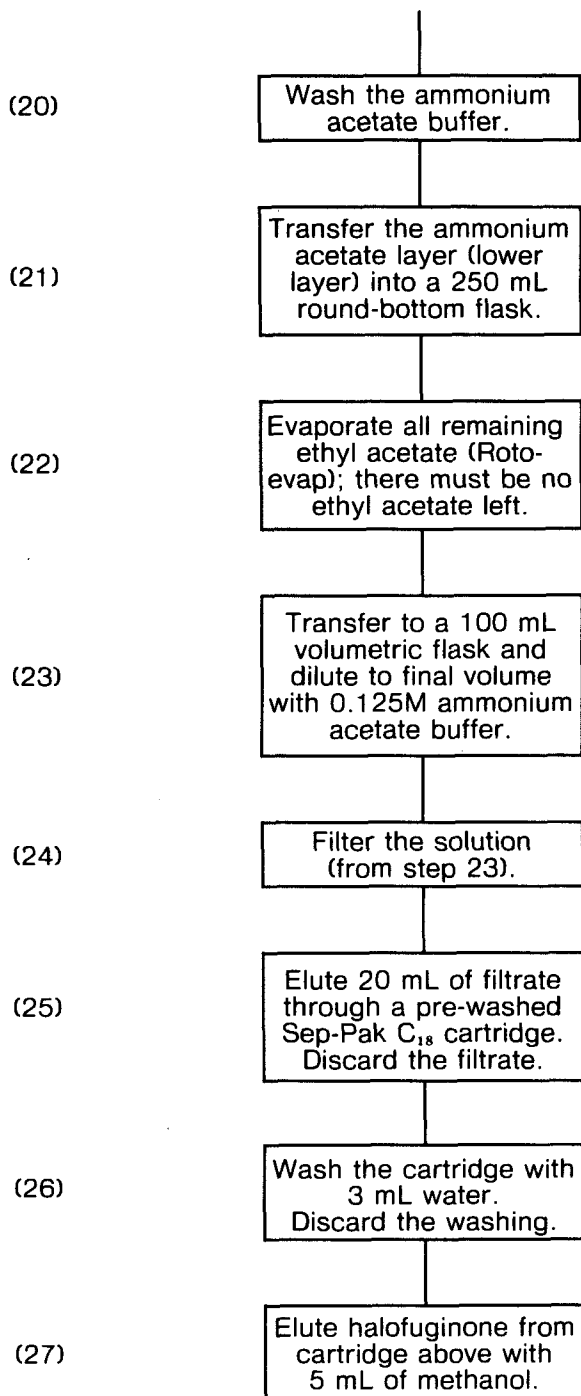 (20)
Wash the ammonium
acetate buffer.
(21)
Transfer the ammonium
acetate layer (lower
layer) into a 250 mL
round-bottom flask.
(22)
Evaporate all remaining
ethyl acetate (Roto-
evap); there must be no
ethyl acetate left.
(23)
Transfer to a 100 mL
volumetric flask and
dilute to final volume
with 0.125M ammonium
acetate buffer.
(24)
Filter the solution
(from step 23).
(25)
Elute 20 mL of filtrate
through a pre-washed
Sep-Pak C₁₈ cartridge.
Discard the filtrate.
(26)
Wash the cartridge with
3 mL water.
Discard the washing.
(27)
Elute halofuginone from
cartridge above with
5 mL of methanol.